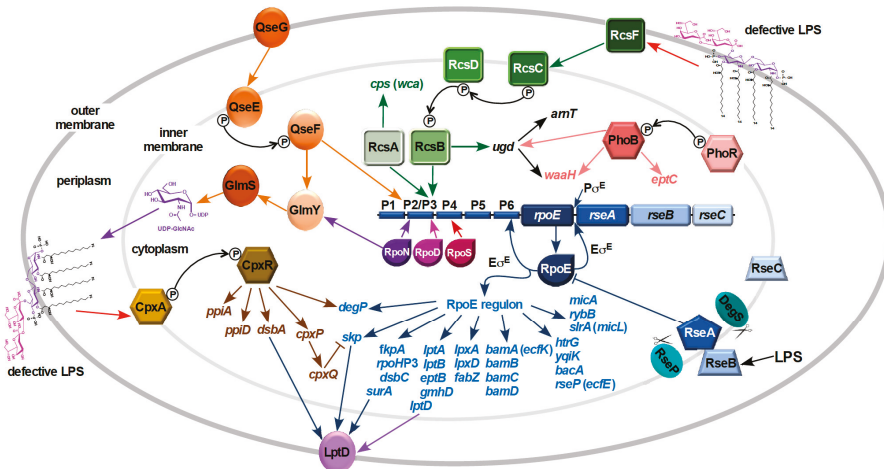 QseG
defective LPS
RcsF
RcsD
RcsC
P
P
cps (wca)
QseE
outer
membrane
P
P
QseF
inner
membrane
P
RcsA
RcsB
ugd
arnT
waaH
PhoB
P
PhoR
eptC
periplasm
GlmS
GlmY
UDP
UDP-GlcNAc
P1
P2/P3
P4
P5
P6
PσE
rpoE
rseA
rseB
rseC
RpoN
RpoD
RpoS
EσE
RpoE
EσE
RseC
cytoplasm
P
CpxR
CpxA
P
defective LPS
ppiA
ppiD
dsbA
cpxP
cpxQ
degP
RpoE regulon
skp
fkpA
rpoHP3
dsbC
surA
lptA
lptB
eptB
gmhD
lptD
lpxA
lpxD
fabZ
bamA (ecfK)
bamB
bamC
bamD
micA
rybB
slrA (micL)
htrG
yqiK
bacA
rseP (ecfE)
RseA
DegS
RseP
RseB
LPS
LptD